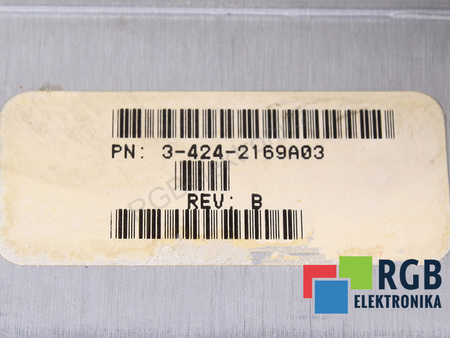 PN: 3-424-2169A03
REV: B
RGB
ELEKTRONIKA